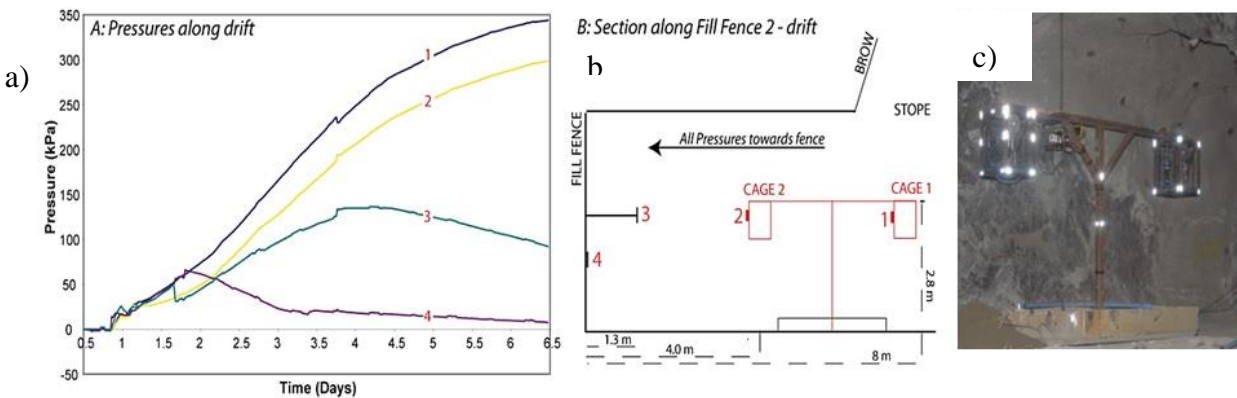 a)
A: Pressures along drift
350
300
250
200
150
100
50
0
-50
Pressure (kPa)
0.5 1 1.5 2 2.5 3 3.5 4 4.5 5 5.5 6 6.5
Time (Days)
1
2
3
4
b
B: Section along Fill Fence 2 - drift
BROW
STOPE
FILL FENCE
All Pressures towards fence
CAGE 2
CAGE 1
3
2
1
4
2.8 m
1.3 m
4.0 m
8 m
c)